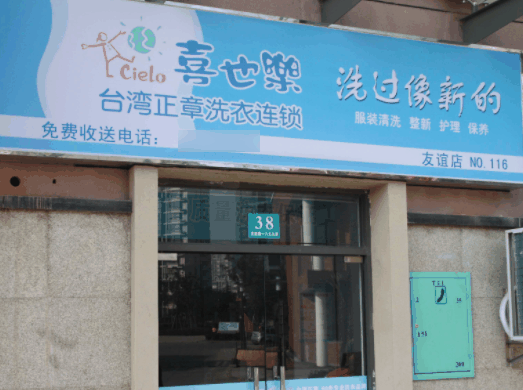 Cielo
喜也樂
台湾正章洗衣连锁
免费收送电话：
洗过像新的
服装清洗 整新 护理 保养
友谊店 NO.116
38
TEL